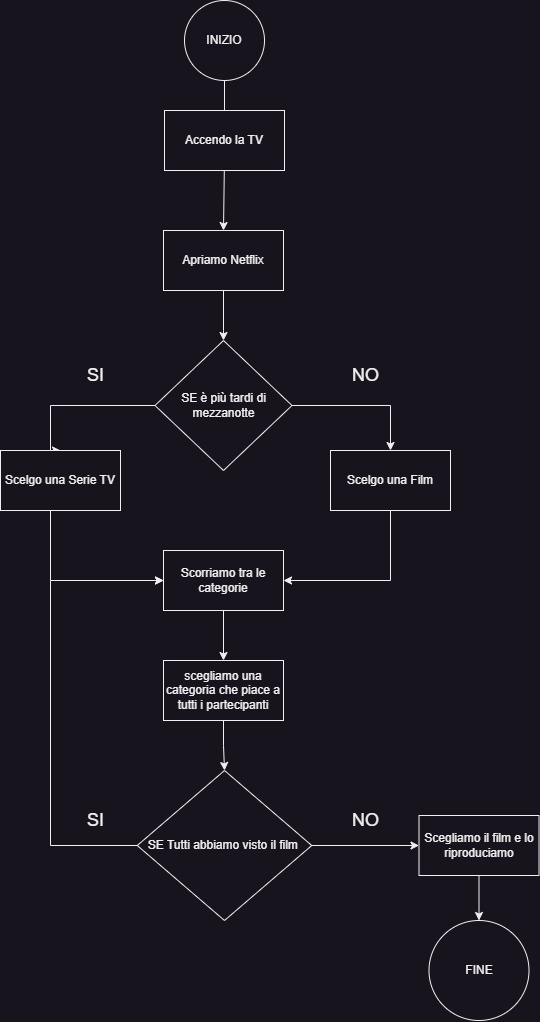 INIZIO
Accendo la TV
Apriamo Netflix
SI
NO
SE è più tardi di
mezzanotte
Scelgo una Serie TV
Scelgo una Film
Scorriamo tra le
categorie
scegliamo una
categoria che piace a
tutti i partecipanti
SI
NO
SE Tutti abbiamo visto il film
Scegliamo il film e lo
riproduciamo
FINE